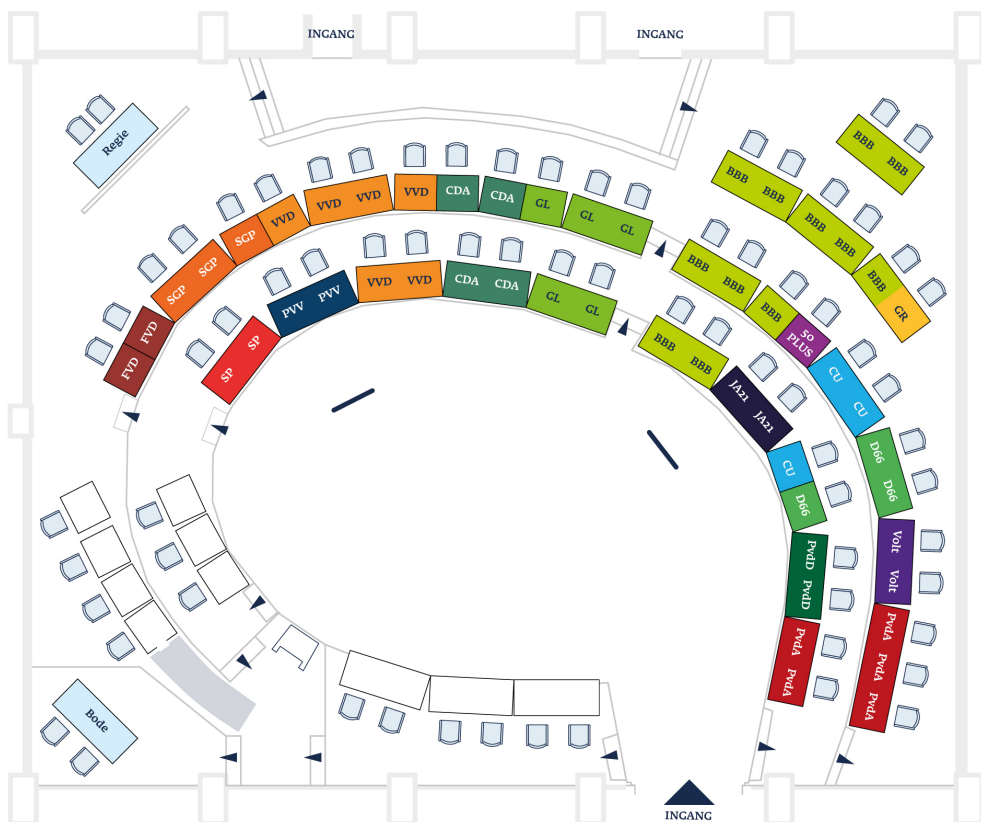 INGANG
INGANG
Regie
BBB
BBB
BBB
BBB
BBB
BBB
BBB
GR
FVD
FVD
SGP
SGP
SGP
VVD
VVD
VVD
VVD
CDA
CDA
GL
GL
GL
BBB
BBB
BBB
50
PLUS
CU
CU
D66
D66
Volt
Volt
PvdA
PvdA
PvdA
SP
SP
PVV
PVV
VVD
VVD
CDA
CDA
GL
GL
BBB
BBB
JA21
JA21
CU
D66
PvdD
PvdD
PvdA
PvdA
Bode
INGANG